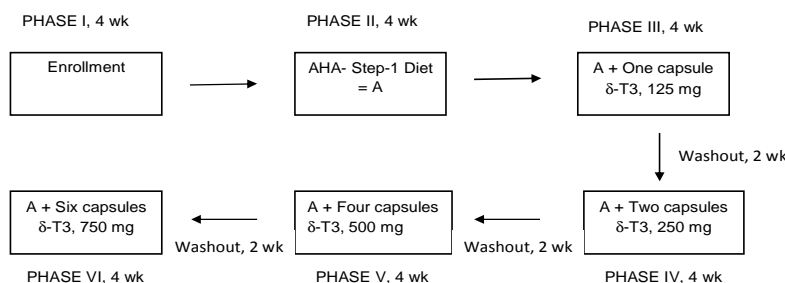 PHASE I, 4 wk
Enrollment
PHASE II, 4 wk
AHA- Step-1 Diet
= A
PHASE III, 4 wk
A + One capsule
δ-T3, 125 mg
Washout, 2 wk
A + Two capsules
δ-T3, 250 mg
PHASE IV, 4 wk
Washout, 2 wk
A + Four capsules
δ-T3, 500 mg
PHASE V, 4 wk
Washout, 2 wk
A + Six capsules
δ-T3, 750 mg
PHASE VI, 4 wk